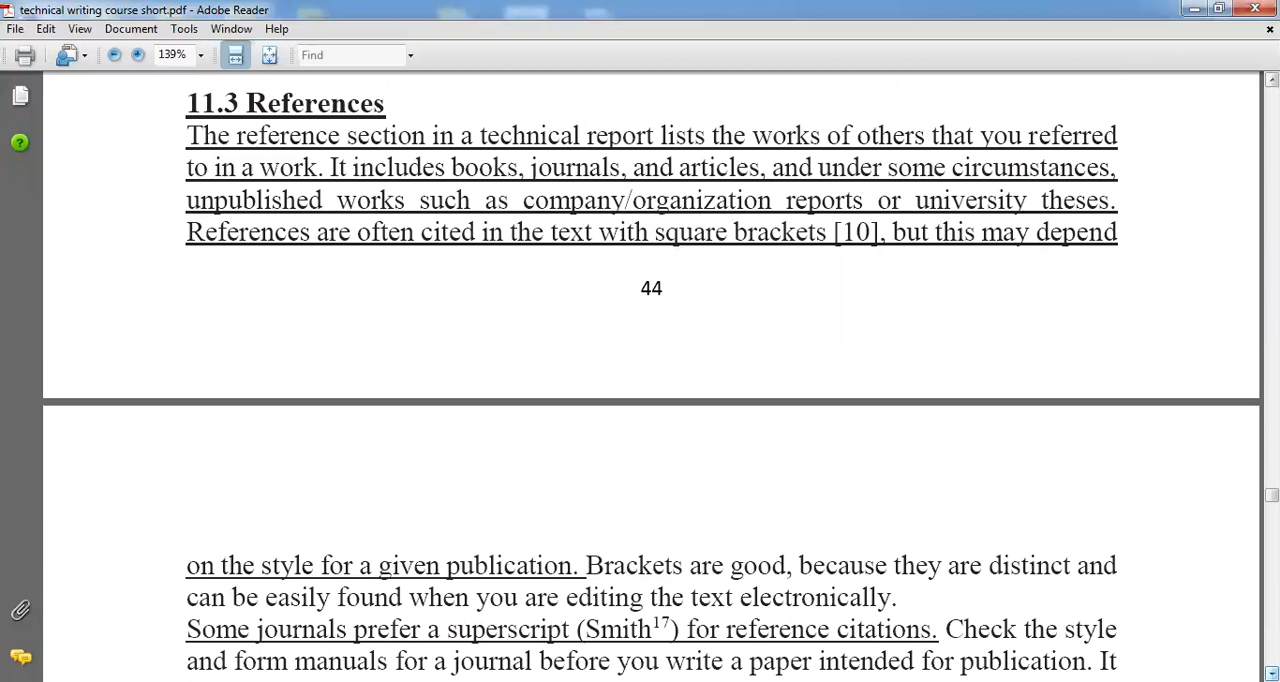 technical writing course short.pdf - Adobe Reader
File Edit View Document Tools Window Help
139% Find
11.3 References
The reference section in a technical report lists the works of others that you referred
to in a work. It includes books, journals, and articles, and under some circumstances,
unpublished works such as company/organization reports or university theses.
References are often cited in the text with square brackets [10], but this may depend
44
on the style for a given publication. Brackets are good, because they are distinct and
can be easily found when you are editing the text electronically.
Some journals prefer a superscript (Smith¹⁷) for reference citations. Check the style
and form manuals for a journal before you write a paper intended for publication. It